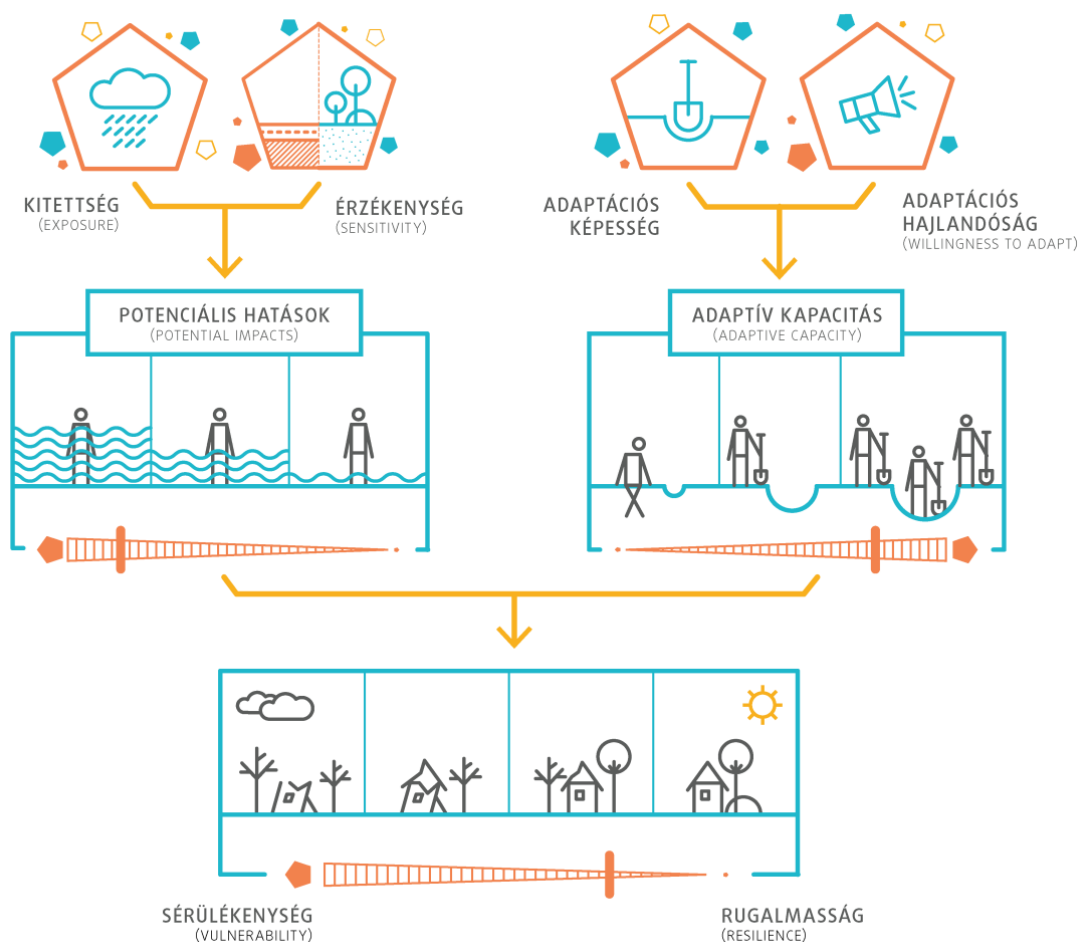 KITETTSÉG
(EXPOSURE)
ÉRZÉKENYSÉG
(SENSITIVITY)
ADAPTÁCIÓS
KÉPESSÉG
ADAPTÁCIÓS
HAJLANDÓSÁG
(WILLINGNESS TO ADAPT)
POTENCIÁLIS HATÁSOK
(POTENTIAL IMPACTS)
ADAPTÍV KAPACITÁS
(ADAPTIVE CAPACITY)
SÉRÜLÉKENYSÉG
(VULNERABILITY)
RUGALMASSÁG
(RESILIENCE)